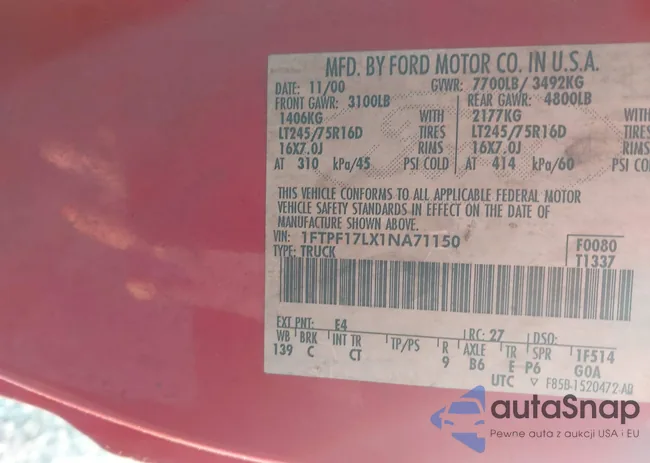 MFD. BY FORD MOTOR CO. IN U.S.A.
DATE: 11/00 GVWR: 7700LB/ 3492KG
FRONT GAWR: 3100LB REAR GAWR: 4800LB
1406KG WITH 2177KG WITH
LT245/75R16D TIRES LT245/75R16D TIRES
16X7.0J RIMS 16X7.0J RIMS
AT 310 kPa/45 PSI COLD AT 414 kPa/60 PSI COLD
THIS VEHICLE CONFORMS TO ALL APPLICABLE FEDERAL MOTOR
VEHICLE SAFETY STANDARDS IN EFFECT ON THE DATE OF
MANUFACTURE SHOWN ABOVE.
VIN: 1FTPF17LX1NA71150 F0080
TYPE: TRUCK T1337
EXT PNT: E4 RC: 27 DSO:
WB BRK INT TR TP/PS R AXLE TR SPR 1F514
139 C CT 9 B6 E P6 GOA
UTC F85B-1520472-AB
autaSnap
Pewne auta z aukcji USA i EU